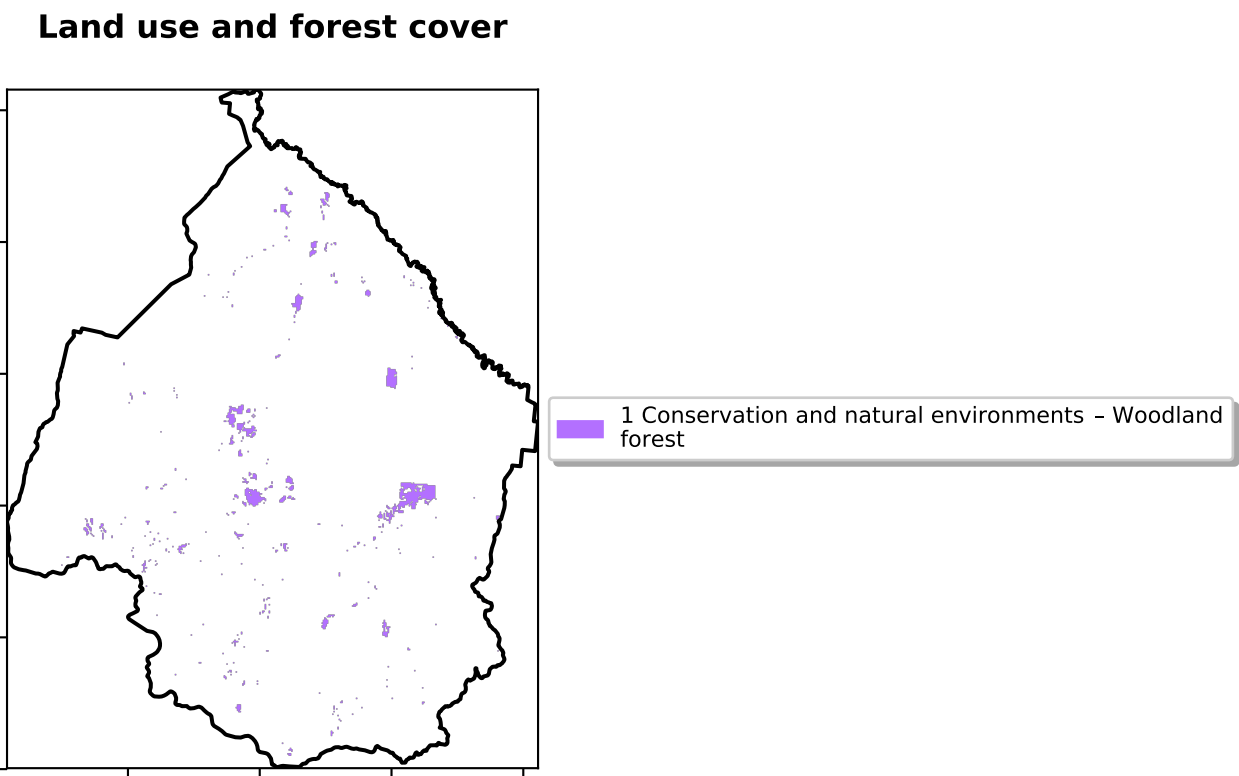 Land use and forest cover
1 Conservation and natural environments – Woodland
forest